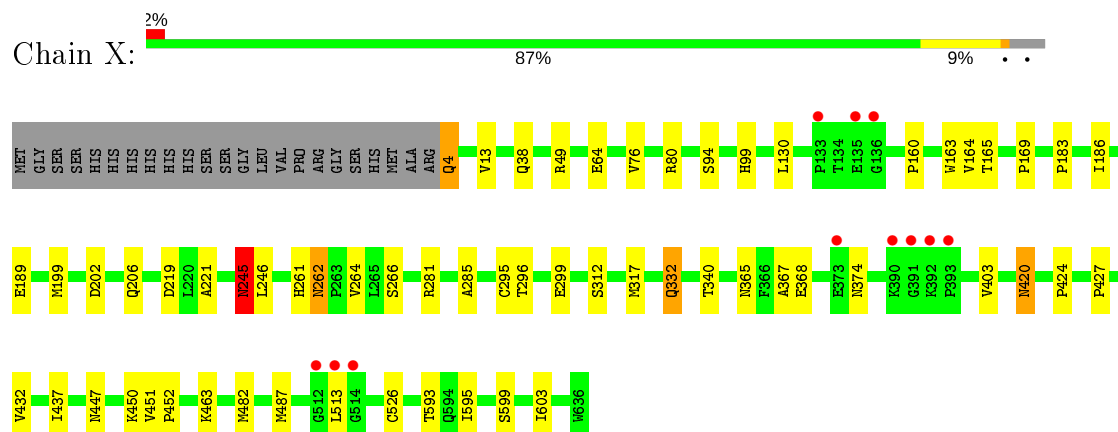 2%
Chain X:
87% 9% • •
MET GLY SER SER HIS HIS HIS HIS HIS HIS SER SER GLY LEU VAL PRO ARG GLY SER HIS MET ALA ARG Q4 V13 Q38 R49 E64 V76 R80 S94 H99 L130 P133 T134 E135 G136 P160 W163 V164 T165 P169 P183 I186
E189 M199 D202 Q206 D219 L220 A221 N245 L246 H261 N262 P263 V264 L265 S266 R281 A285 C295 T296 E299 S312 M317 Q332 T340 N365 F366 A367 E368 E373 N374 K390 G391 K392 P393 V403 N420 P424 P427
V432 I437 N447 K450 V451 P452 K463 M482 M487 G512 L513 G514 C526 T593 Q594 I595 S599 I603 W636